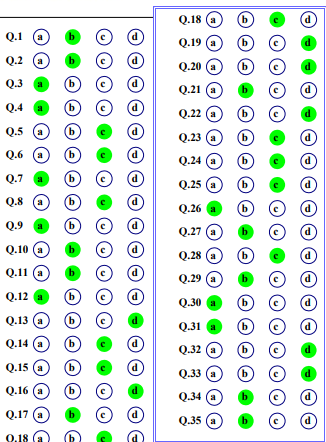 Q.1 a b c d
Q.2 a b c d
Q.3 a b c d
Q.4 a b c d
Q.5 a b c d
Q.6 a b c d
Q.7 a b c d
Q.8 a b c d
Q.9 a b c d
Q.10 a b c d
Q.11 a b c d
Q.12 a b c d
Q.13 a b c d
Q.14 a b c d
Q.15 a b c d
Q.16 a b c d
Q.17 a b c d
Q.18 a b c d
Q.18 a b c d
Q.19 a b c d
Q.20 a b c d
Q.21 a b c d
Q.22 a b c d
Q.23 a b c d
Q.24 a b c d
Q.25 a b c d
Q.26 a b c d
Q.27 a b c d
Q.28 a b c d
Q.29 a b c d
Q.30 a b c d
Q.31 a b c d
Q.32 a b c d
Q.33 a b c d
Q.34 a b c d
Q.35 a b c d